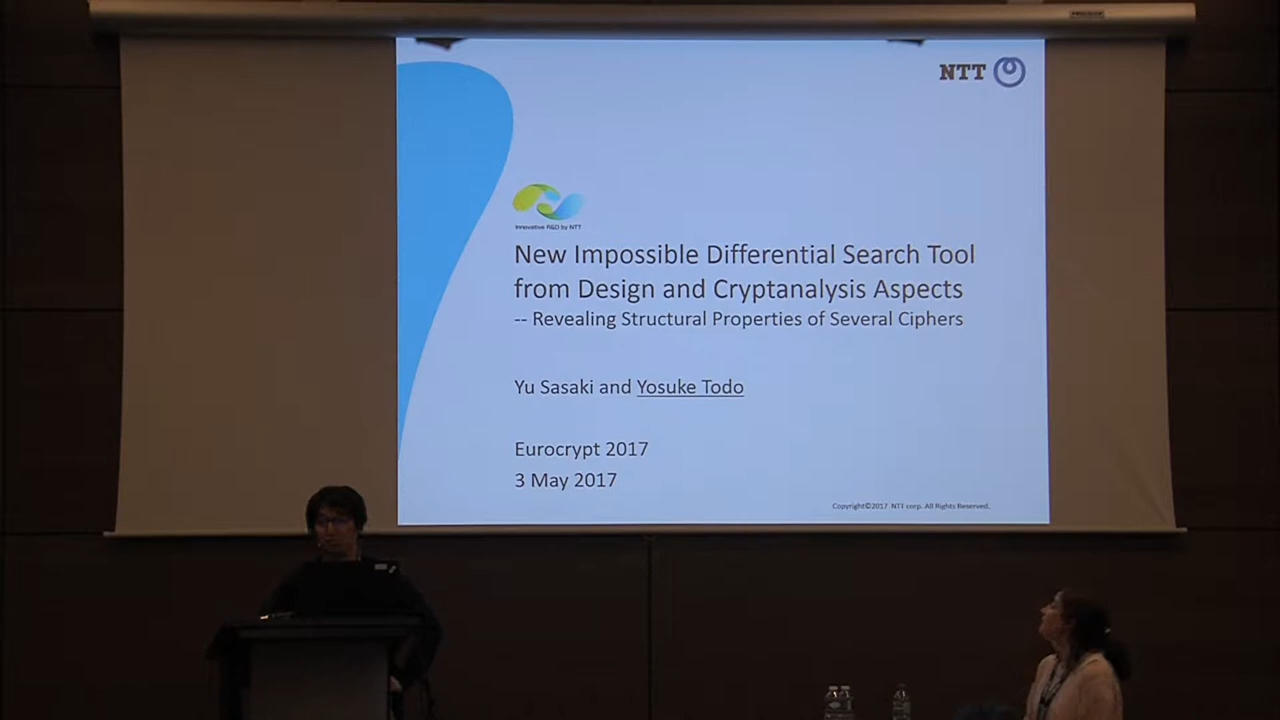 NTT
Innovative R&D by NTT
New Impossible Differential Search Tool
from Design and Cryptanalysis Aspects
-- Revealing Structural Properties of Several Ciphers
Yu Sasaki and Yosuke Todo
Eurocrypt 2017
3 May 2017
Copyright©2017 NTT corp. All Rights Reserved.